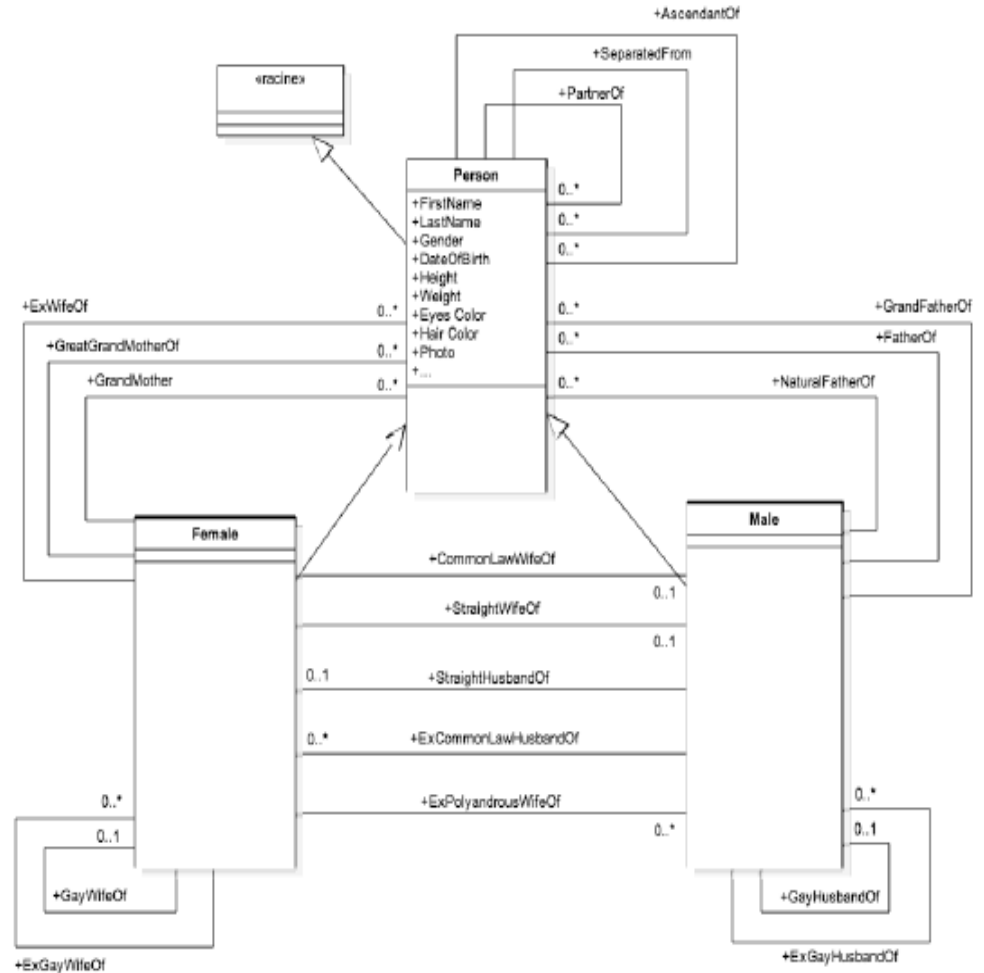 +AscendantOf
«racine»
+SeparatedFrom
+PartnerOf
Person
+FirstName
+LastName
+Gender
+DateOfBirth
+Height
+Weight
+Eyes Color
+Hair Color
+Photo
+...
0..*
0..*
0..*
+ExWifeOf
0..*
0..*
+GrandFatherOf
+GreatGrandMotherOf
0..*
0..*
+FatherOf
+GrandMother
0..*
0..*
+NaturalFatherOf
Female
Male
+CommonLawWifeOf
0..1
+StraightWifeOf
0..1
0..1
+StraightHusbandOf
0..*
+ExCommonLawHusbandOf
+ExPolyandrousWifeOf
0..*
0..*
0..1
+GayWifeOf
+ExGayWifeOf
0..*
0..1
+GayHusbandOf
+ExGayHusbandOf